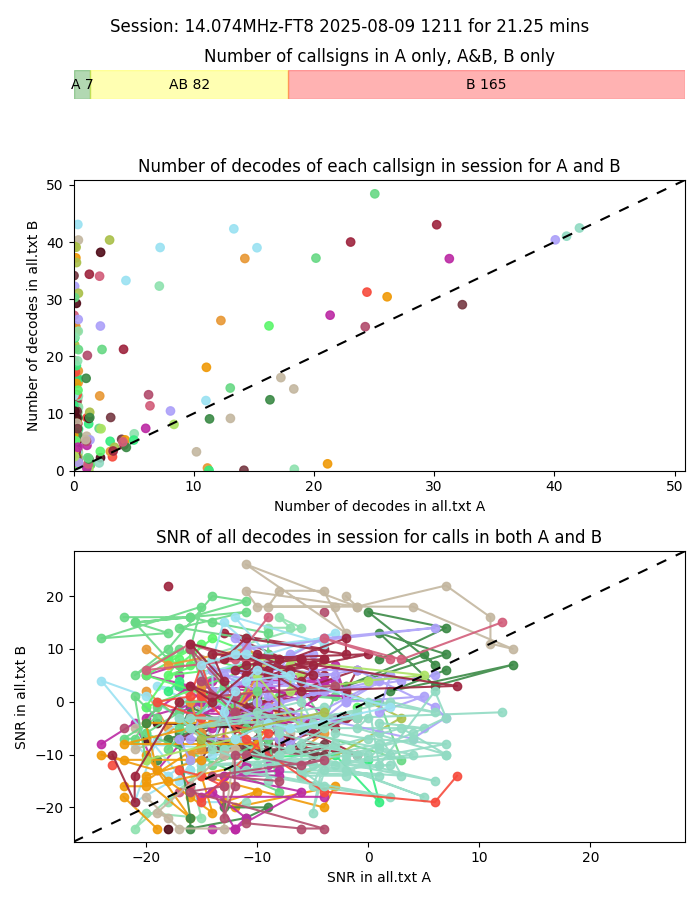 Session: 14.074MHz-FT8 2025-08-09 1211 for 21.25 mins
Number of callsigns in A only, A&B, B only
A 7 AB 82 B 165
Number of decodes of each callsign in session for A and B
50
40
30
20
10
0
Number of decodes in all.txt B
0 10 20 30 40 50
Number of decodes in all.txt A
SNR of all decodes in session for calls in both A and B
20
10
0
−10
−20
SNR in all.txt B
−20 −10 0 10 20
SNR in all.txt A